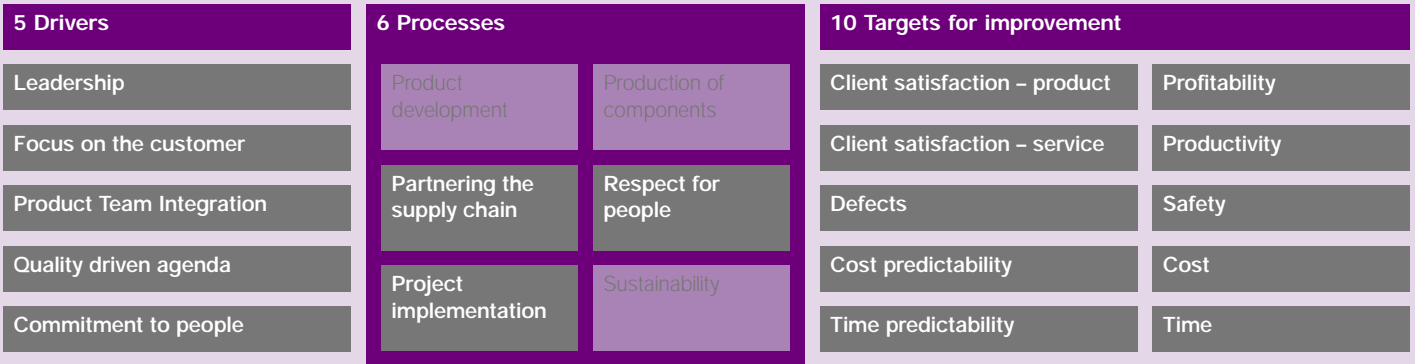 5 Drivers
Leadership
Focus on the customer
Product Team Integration
Quality driven agenda
Commitment to people
6 Processes
Product
development
Production of
components
Partnering the
supply chain
Respect for
people
Project
implementation
Sustainability
10 Targets for improvement
Client satisfaction – product
Client satisfaction – service
Defects
Cost predictability
Time predictability
Profitability
Productivity
Safety
Cost
Time